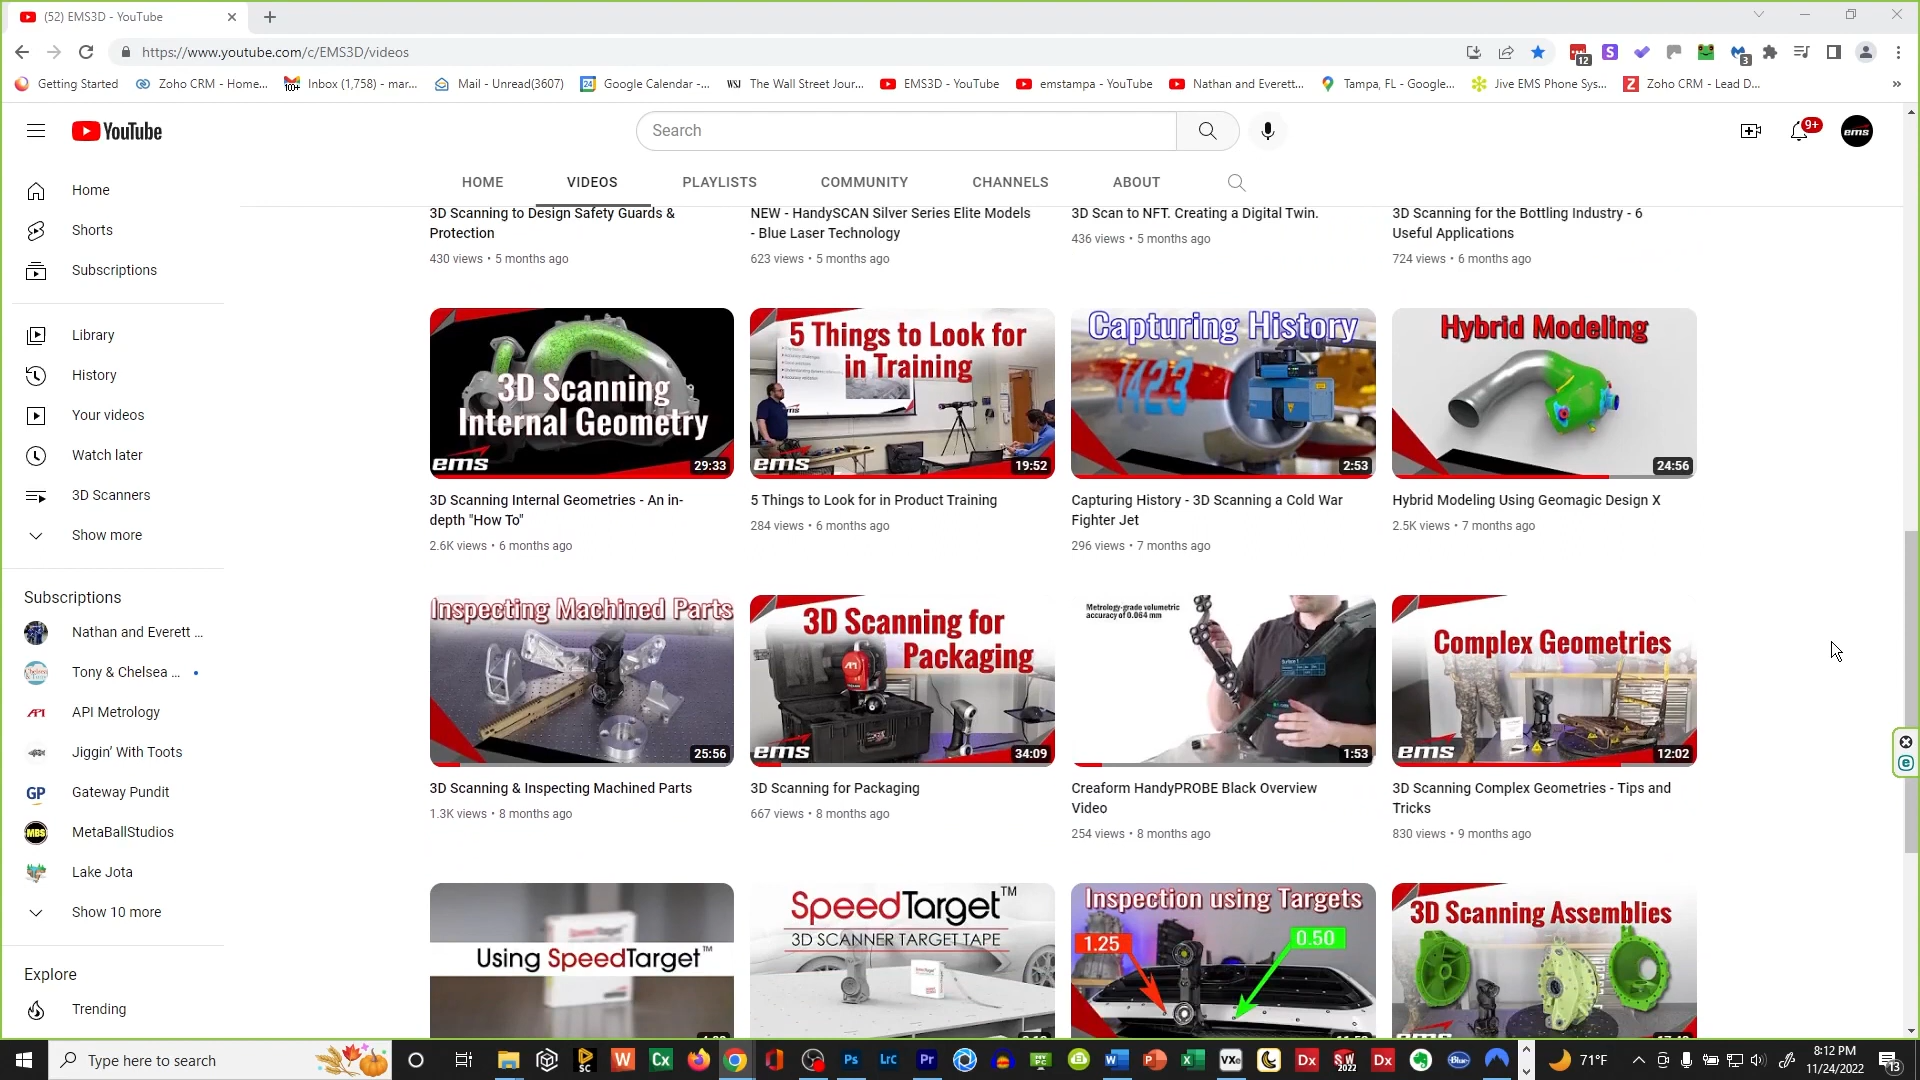 (52) EMS3D - YouTube
https://www.youtube.com/c/EMS3D/videos
12
3
Getting Started
Zoho CRM - Home...
100+
Inbox (1,758) - mar...
Mail - Unread(3607)
24
Google Calendar -...
WSJ
The Wall Street Jour...
EMS3D - YouTube
emstampa - YouTube
Nathan and Everett...
Tampa, FL - Google...
Jive EMS Phone Sys...
Zoho CRM - Lead D...
YouTube
Search
9+
ems
HOME
VIDEOS
PLAYLISTS
COMMUNITY
CHANNELS
ABOUT
Home
Shorts
Subscriptions
Library
History
Your videos
Watch later
3D Scanners
Show more
Subscriptions
Nathan and Everett ...
Tony & Chelsea ...
API Metrology
Jiggin' With Toots
Gateway Pundit
MetaBallStudios
Lake Jota
Show 10 more
Explore
Trending
3D Scanning to Design Safety Guards &
Protection
430 views • 5 months ago
NEW - HandySCAN Silver Series Elite Models
- Blue Laser Technology
623 views • 5 months ago
3D Scan to NFT. Creating a Digital Twin.
436 views • 5 months ago
3D Scanning for the Bottling Industry - 6
Useful Applications
724 views • 6 months ago
3D Scanning
Internal Geometry
ems
29:33
3D Scanning Internal Geometries - An in-
depth "How To"
2.6K views • 6 months ago
5 Things to Look for
in Training
ems
19:52
5 Things to Look for in Product Training
284 views • 6 months ago
Capturing History
1423
2:53
Capturing History - 3D Scanning a Cold War
Fighter Jet
296 views • 7 months ago
Hybrid Modeling
24:56
Hybrid Modeling Using Geomagic Design X
2.5K views • 7 months ago
Inspecting Machined Parts
25:56
3D Scanning & Inspecting Machined Parts
1.3K views • 8 months ago
3D Scanning for
Packaging
API
ems
34:09
3D Scanning for Packaging
667 views • 8 months ago
Metrology-grade volumetric
accuracy of 0.064 mm
1:53
Creaform HandyPROBE Black Overview
Video
254 views • 8 months ago
Complex Geometries
ems
12:02
3D Scanning Complex Geometries - Tips and
Tricks
830 views • 9 months ago
Using SpeedTarget™
SpeedTarget™
3D SCANNER TARGET TAPE
Inspection using Targets
1.25
0.50
3D Scanning Assemblies
Type here to search
71°F
8:12 PM
11/24/2022
13